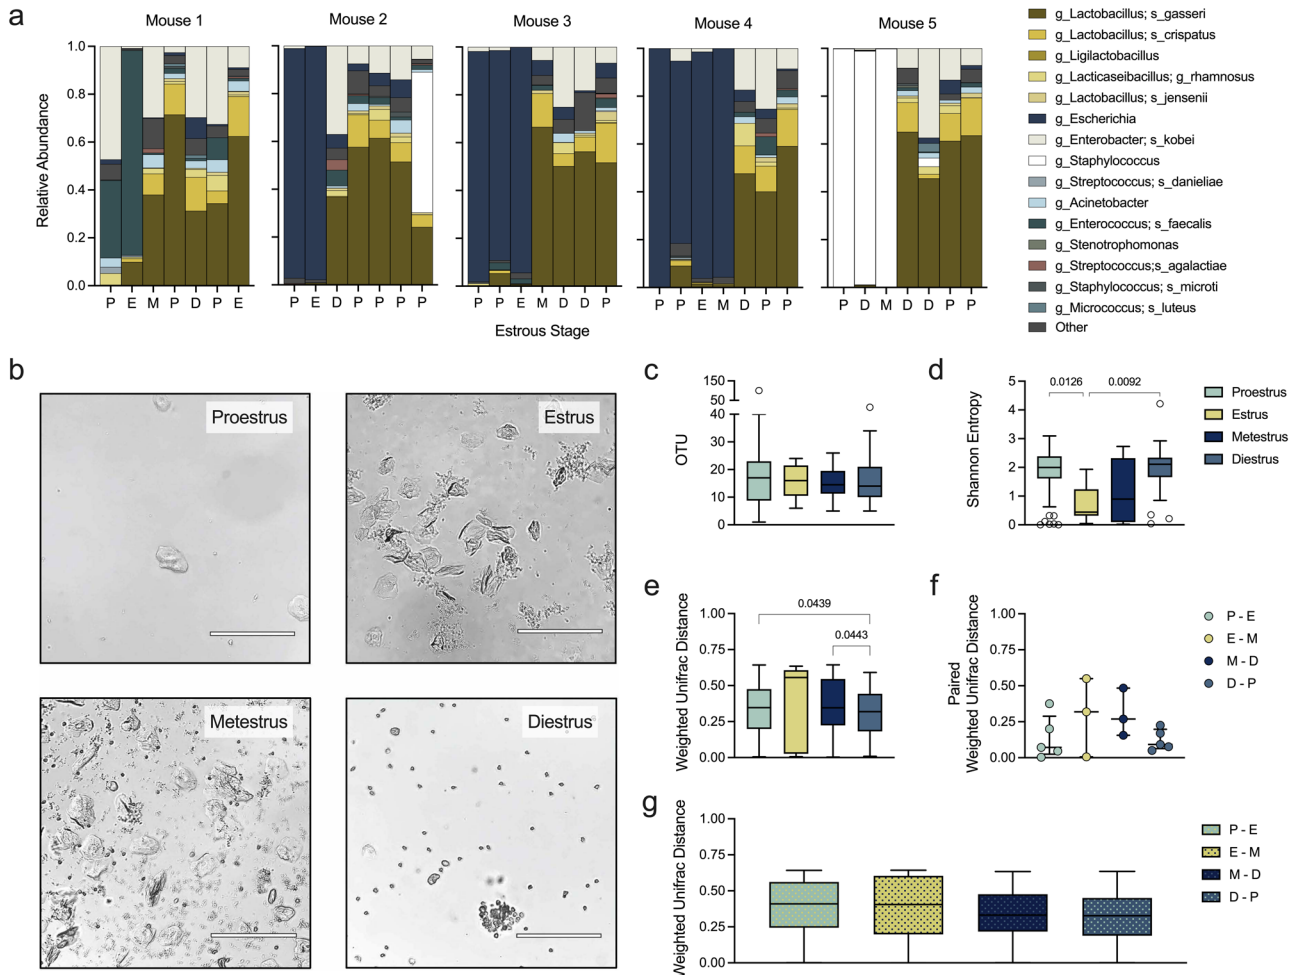 a
Mouse 1
Mouse 2
Mouse 3
Mouse 4
Mouse 5
Relative Abundance
1.0
0.8
0.6
0.4
0.2
0.0
P E M P D P E
P E D P P P P
P P E M D D P
P P E M D P P
P D M D D P P
Estrous Stage
g_Lactobacillus; s_gasseri
g_Lactobacillus; s_crispatus
g_Ligilactobacillus
g_Lacticaseibacillus; g_rhamnosus
g_Lactobacillus; s_jensenii
g_Escherichia
g_Enterobacter; s_kobei
g_Staphylococcus
g_Streptococcus; s_danieliae
g_Acinetobacter
g_Enterococcus; s_faecalis
g_Stenotrophomonas
g_Streptococcus;s_agalactiae
g_Staphylococcus; s_microti
g_Micrococcus; s_luteus
Other
b
Proestrus
Estrus
Metestrus
Diestrus
c
OTU
150
50
40
30
20
10
0
d
Shannon Entropy
5
4
3
2
1
0
0.0126
0.0092
Proestrus
Estrus
Metestrus
Diestrus
e
Weighted Unifrac Distance
1.00
0.75
0.50
0.25
0.00
0.0439
0.0443
f
Paired
Weighted Unifrac Distance
1.00
0.75
0.50
0.25
0.00
P - E
E - M
M - D
D - P
g
Weighted Unifrac Distance
1.00
0.75
0.50
0.25
0.00
P - E
E - M
M - D
D - P